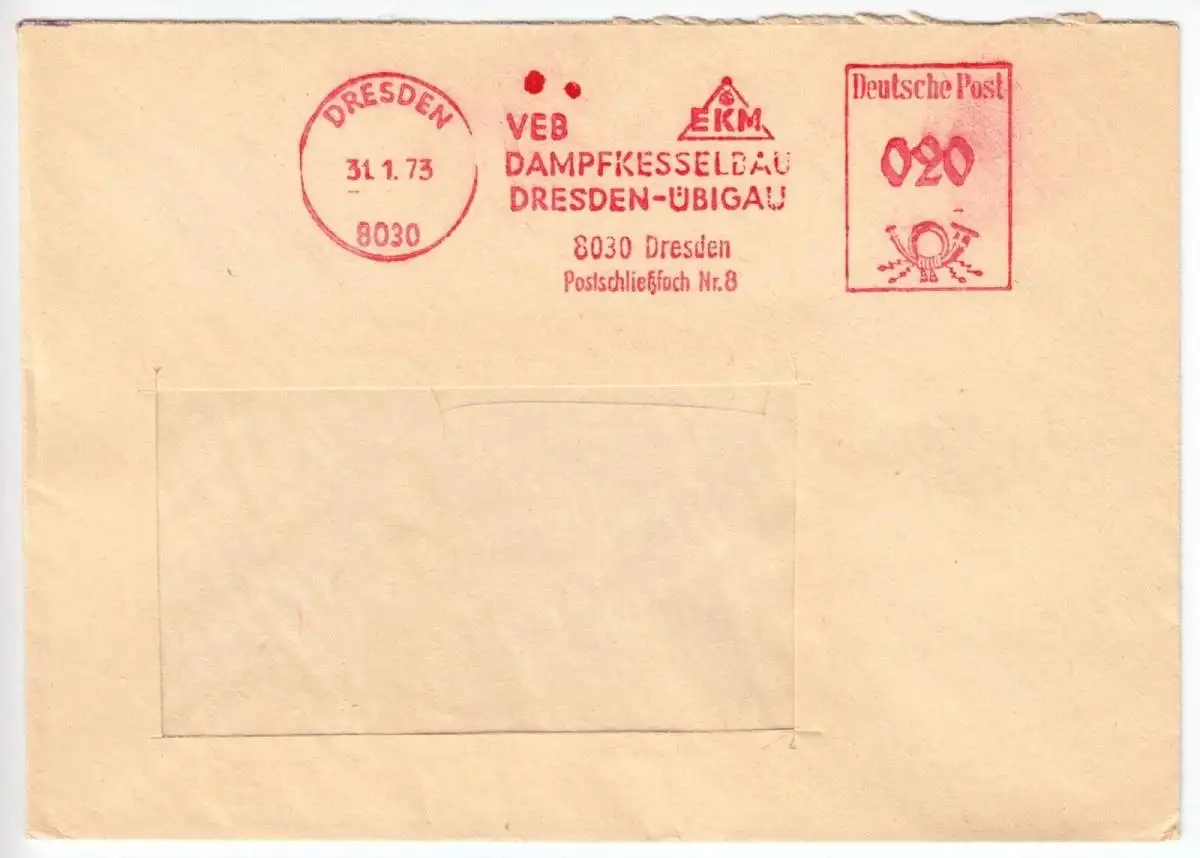 DRESDEN
31.1.73
8030
VEB
EKM
DAMPFKESSELBAU
DRESDEN-ÜBIGAU
8030 Dresden
Postschließfach Nr.8
Deutsche Post
020